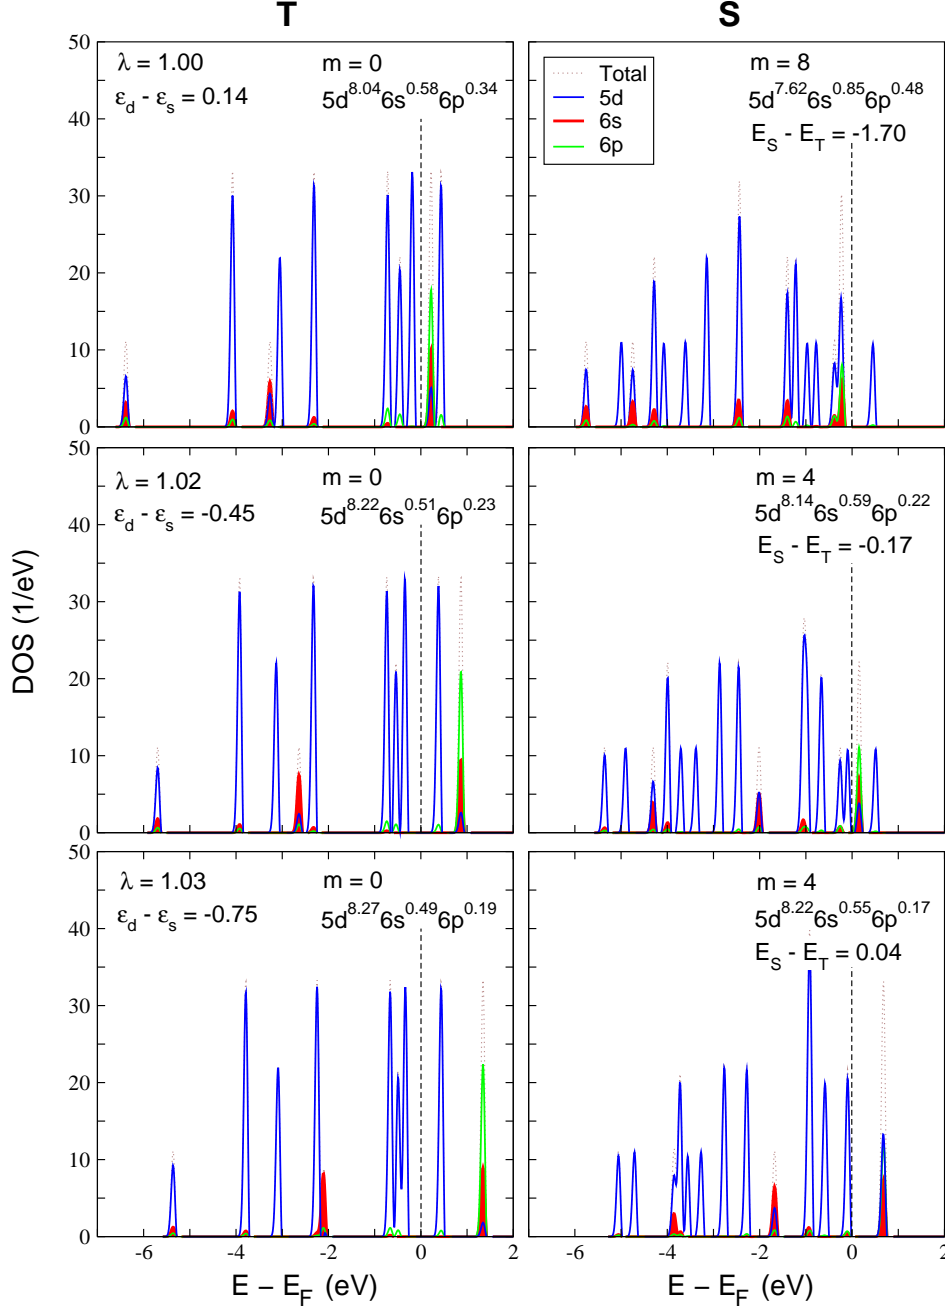 T
S
50
40
30
20
10
0
λ = 1.00
m = 0
ε_d - ε_s = 0.14
5d^8.04 6s^0.58 6p^0.34
Total
5d
6s
6p
m = 8
5d^7.62 6s^0.85 6p^0.48
E_S - E_T = -1.70
50
40
30
20
10
0
λ = 1.02
m = 0
ε_d - ε_s = -0.45
5d^8.22 6s^0.51 6p^0.23
m = 4
5d^8.14 6s^0.59 6p^0.22
E_S - E_T = -0.17
DOS (1/eV)
50
40
30
20
10
0
λ = 1.03
m = 0
ε_d - ε_s = -0.75
5d^8.27 6s^0.49 6p^0.19
m = 4
5d^8.22 6s^0.55 6p^0.17
E_S - E_T = 0.04
-6 -4 -2 0 2
-6 -4 -2 0 2
E − E_F (eV)
E − E_F (eV)